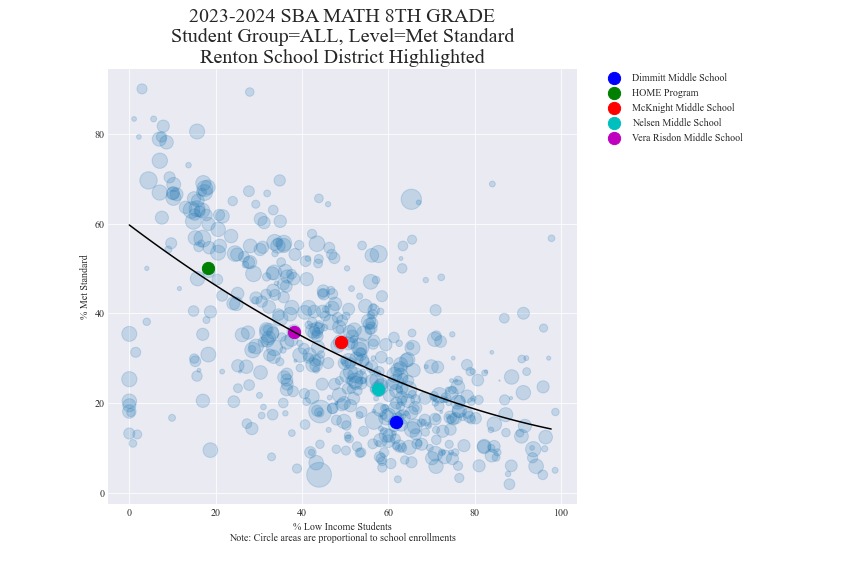 2023-2024 SBA MATH 8TH GRADE
Student Group=ALL, Level=Met Standard
Renton School District Highlighted
Dimmitt Middle School
HOME Program
McKnight Middle School
Nelsen Middle School
Vera Risdon Middle School
% Met Standard
80
60
40
20
0
0 20 40 60 80 100
% Low Income Students
Note: Circle areas are proportional to school enrollments